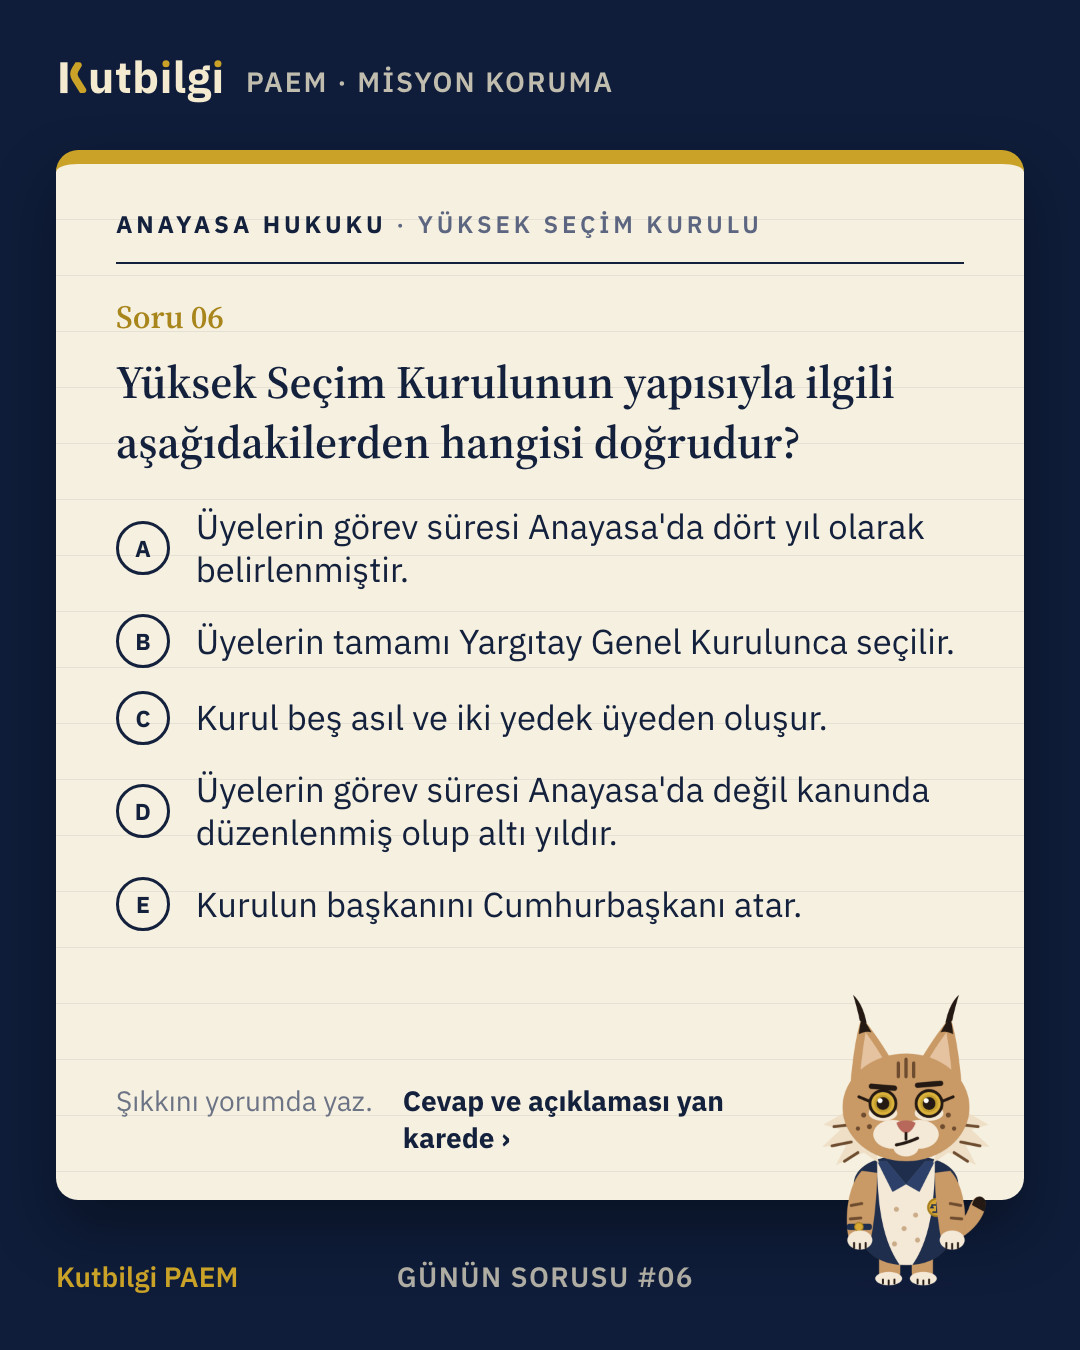 Kutbilgi PAEM · MİSYON KORUMA
ANAYASA HUKUKU · YÜKSEK SEÇİM KURULU
Soru 06
Yüksek Seçim Kurulunun yapısıyla ilgili
aşağıdakilerden hangisi doğrudur?
A Üyelerin görev süresi Anayasa'da dört yıl olarak
belirlenmiştir.
B Üyelerin tamamı Yargıtay Genel Kurulunca seçilir.
C Kurul beş asıl ve iki yedek üyeden oluşur.
D Üyelerin görev süresi Anayasa'da değil kanunda
düzenlenmiş olup altı yıldır.
E Kurulun başkanını Cumhurbaşkanı atar.
Şıkkını yorumda yaz. Cevap ve açıklaması yan
karede ›
Kutbilgi PAEM GÜNÜN SORUSU #06